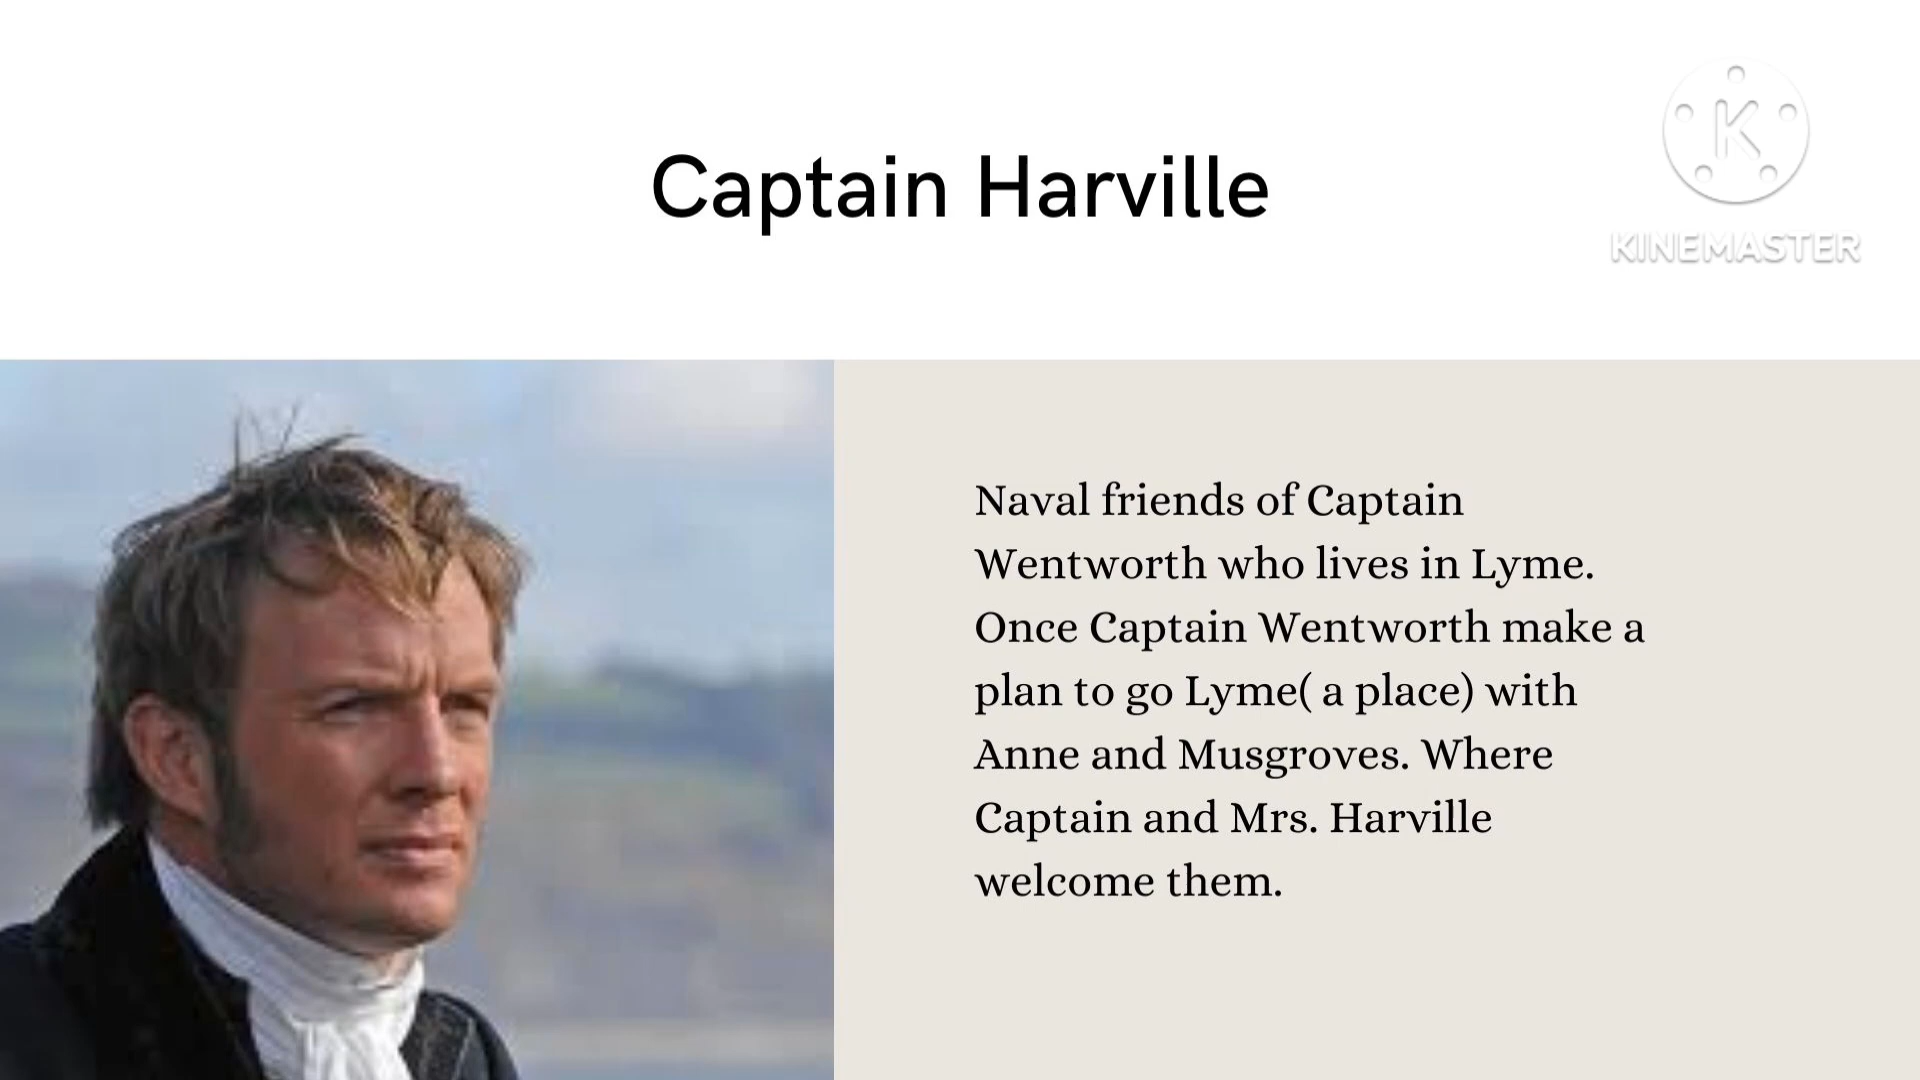 Captain Harville
K
KINEMASTER
Naval friends of Captain
Wentworth who lives in Lyme.
Once Captain Wentworth make a
plan to go Lyme( a place) with
Anne and Musgroves. Where
Captain and Mrs. Harville
welcome them.